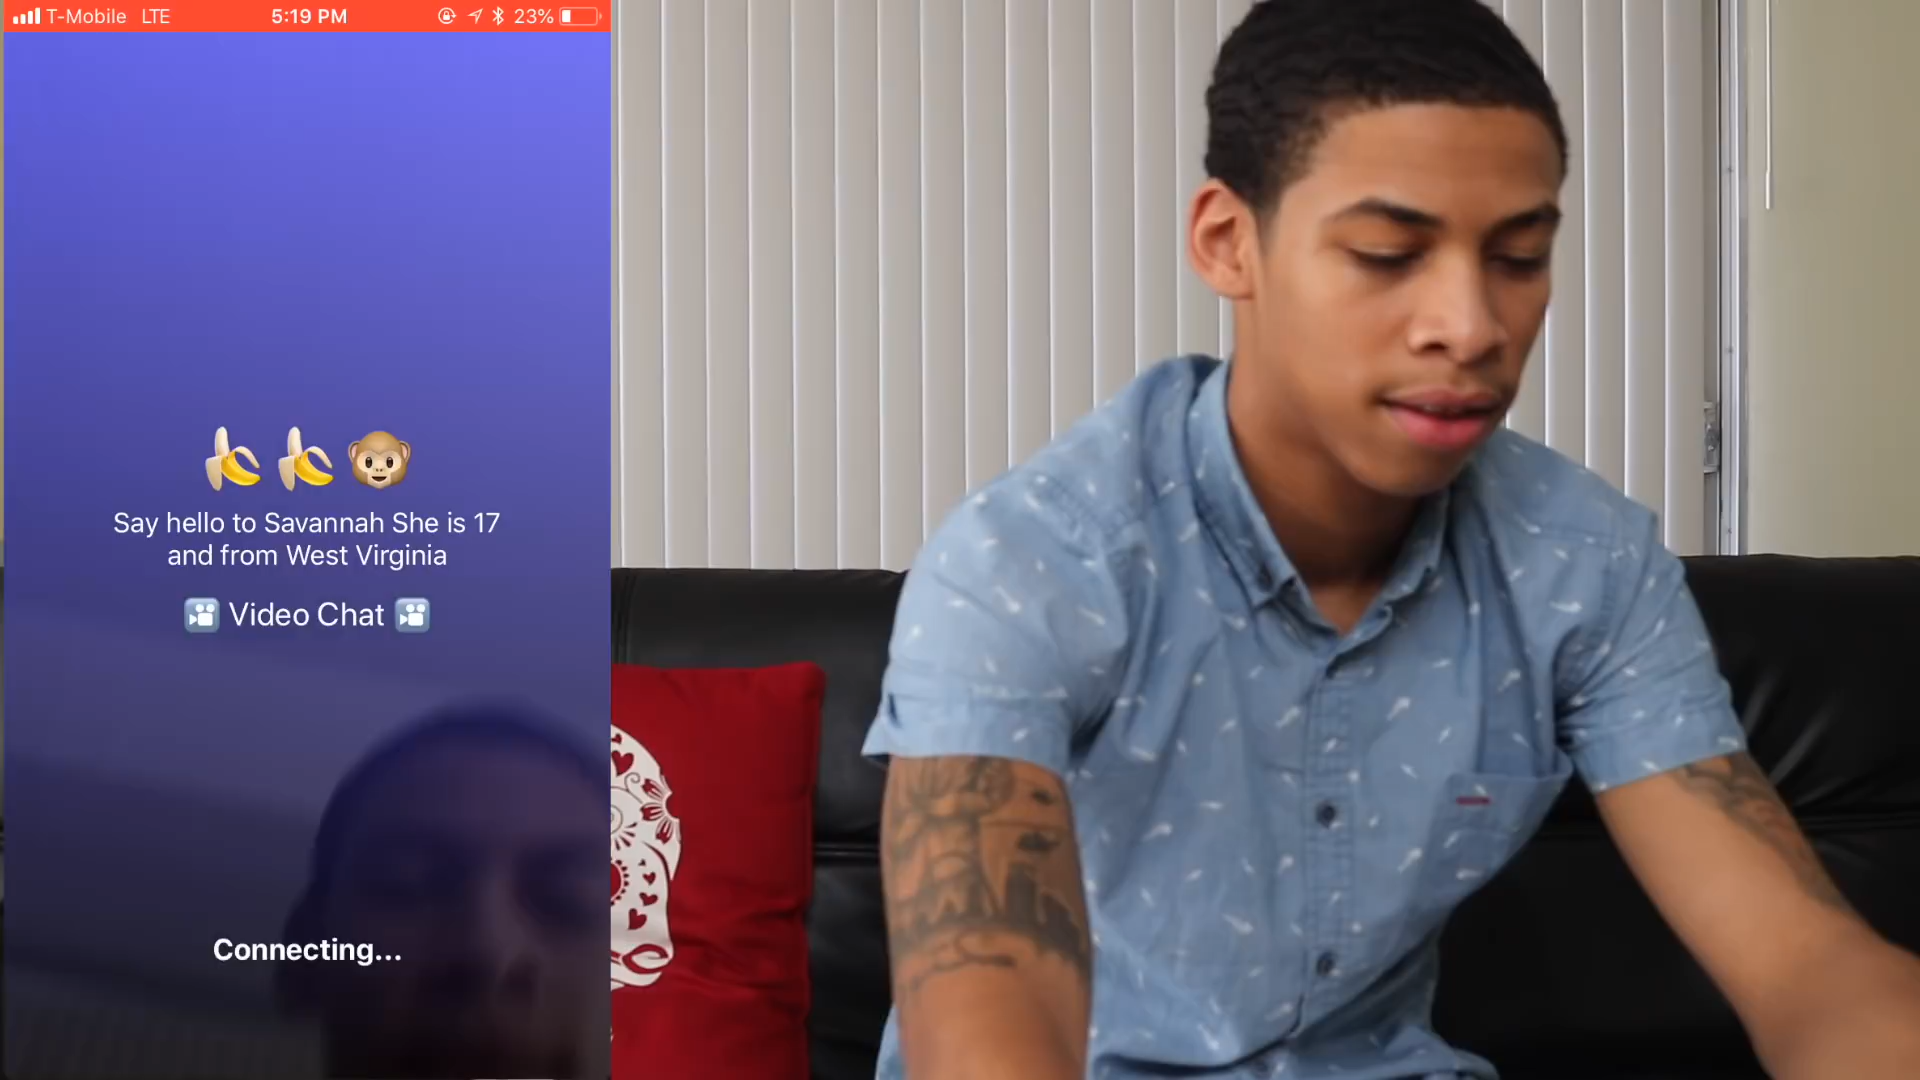 T-Mobile LTE 5:19 PM 23%
Say hello to Savannah She is 17
and from West Virginia
Video Chat
Connecting...